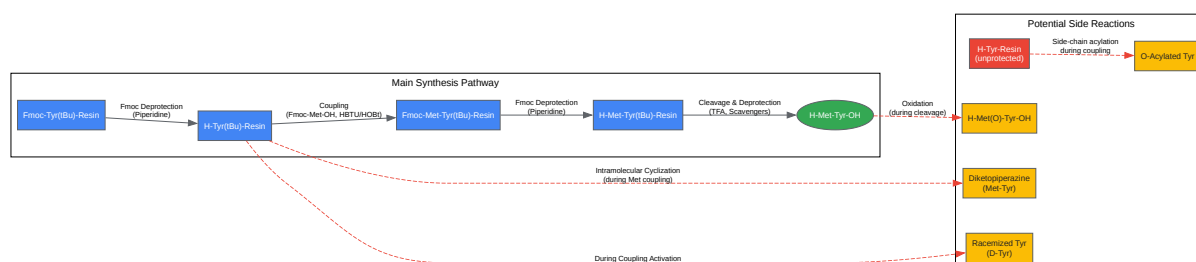 Potential Side Reactions
H-Tyr-Resin
(unprotected)
Side-chain acylation
during coupling
O-Acylated Tyr
Main Synthesis Pathway
Fmoc-Tyr(tBu)-Resin
Fmoc Deprotection
(Piperidine)
H-Tyr(tBu)-Resin
Coupling
(Fmoc-Met-OH, HBTU/HOBt)
Fmoc-Met-Tyr(tBu)-Resin
Fmoc Deprotection
(Piperidine)
H-Met-Tyr(tBu)-Resin
Cleavage & Deprotection
(TFA, Scavengers)
H-Met-Tyr-OH
Oxidation
(during cleavage)
H-Met(O)-Tyr-OH
Intramolecular Cyclization
(during Met coupling)
Diketopiperazine
(Met-Tyr)
During Coupling Activation
Racemized Tyr
(D-Tyr)